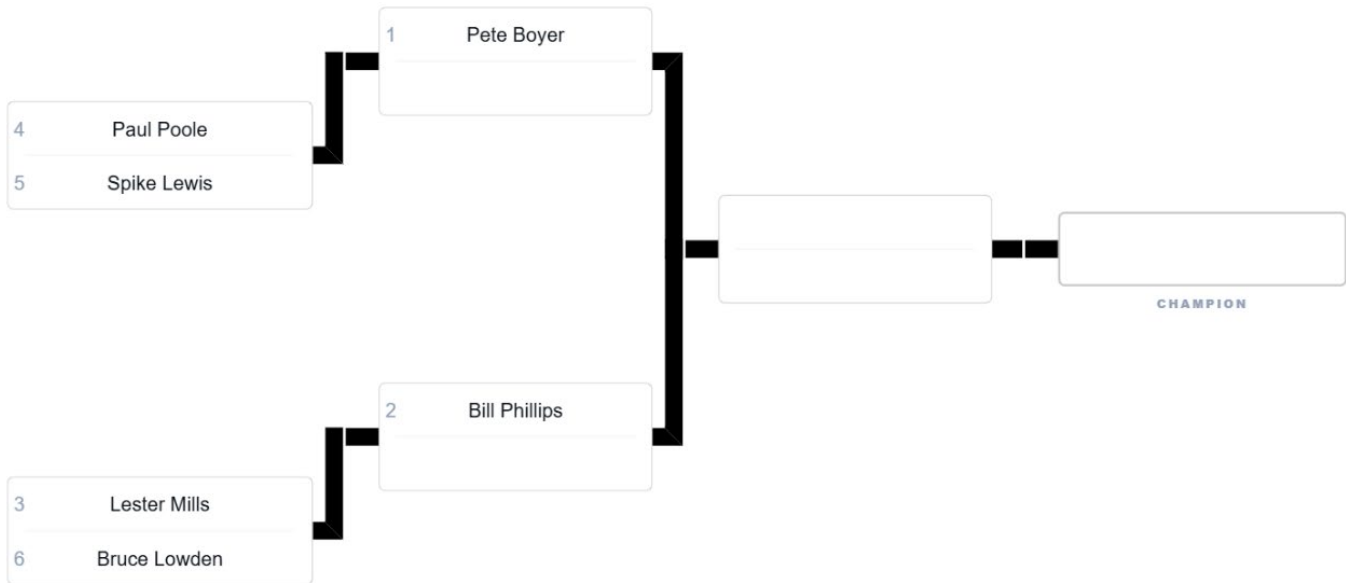 1 Pete Boyer
4 Paul Poole
5 Spike Lewis
CHAMPION
2 Bill Phillips
3 Lester Mills
6 Bruce Lowden